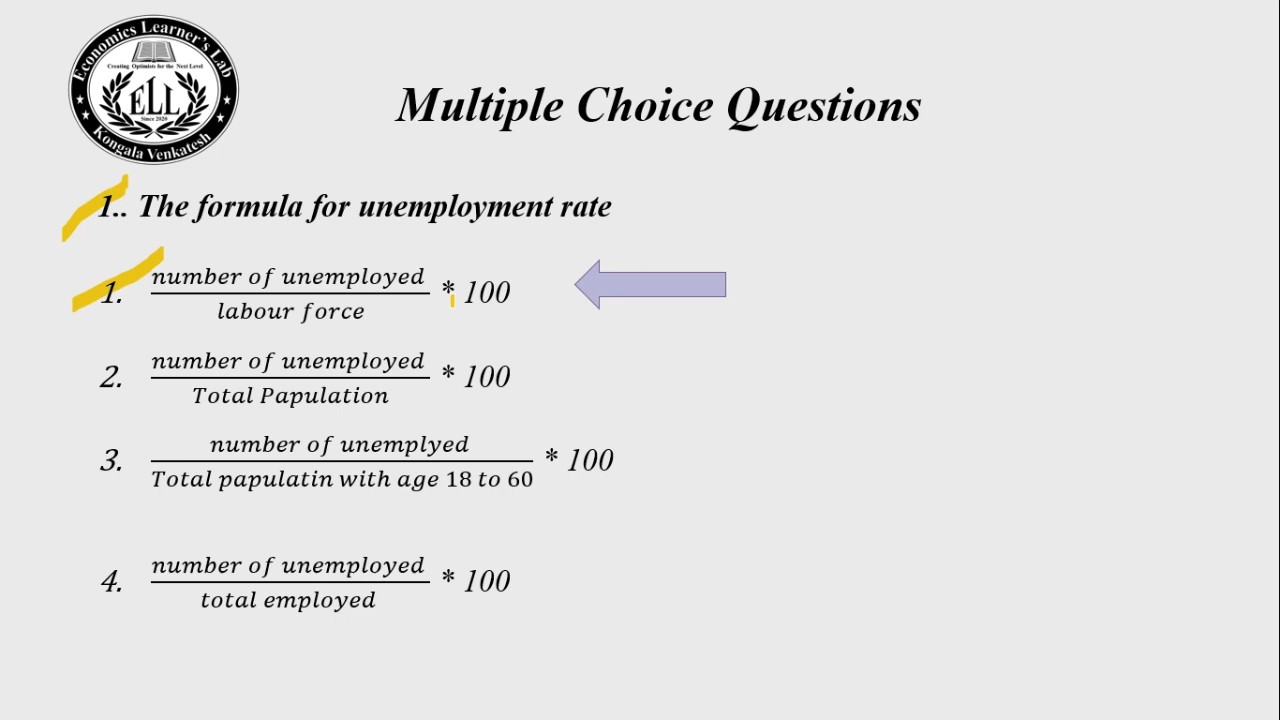 Economics Learner's Lab
Creating Optimists for the Next Level
ELL
Since 2020
Kongala Venkatesh
Multiple Choice Questions
1.. The formula for unemployment rate
1. number of unemployed
labour force
* 100
2. number of unemployed
Total Papulation
* 100
3. number of unemplyed
Total papulatin with age 18 to 60
* 100
4. number of unemployed
total employed
* 100